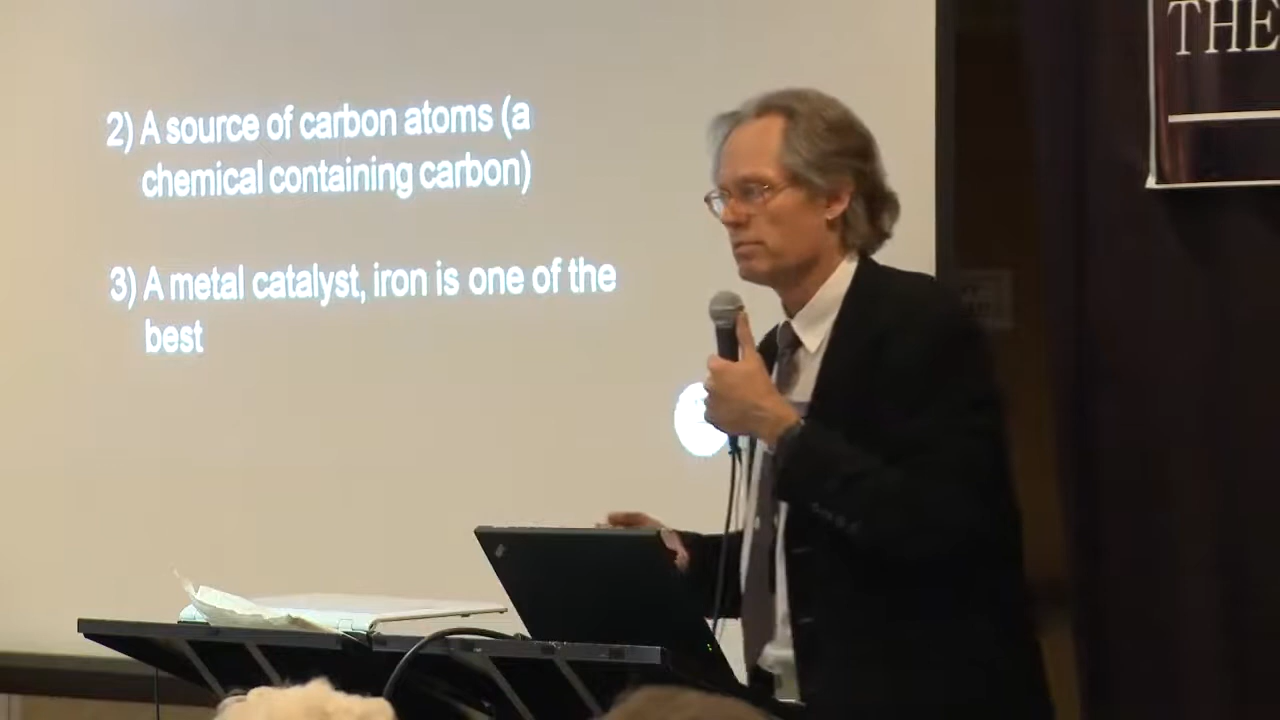 2) A source of carbon atoms (a
chemical containing carbon)
3) A metal catalyst, iron is one of the
best
THE